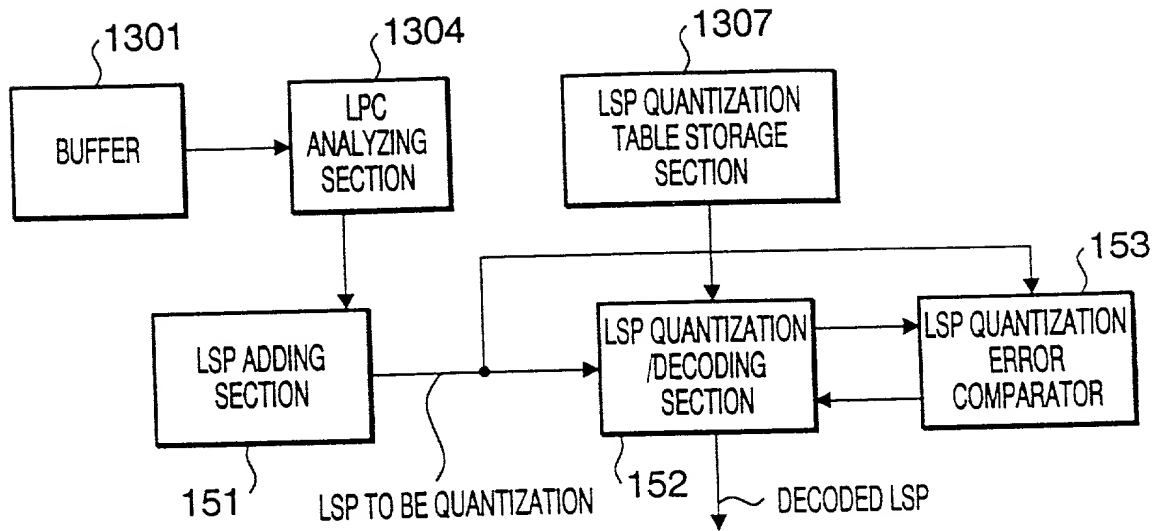 1301
BUFFER
1304
LPC
ANALYZING
SECTION
1307
LSP QUANTIZATION
TABLE STORAGE
SECTION
LSP ADDING
SECTION
151
LSP TO BE QUANTIZATION
LSP QUANTIZATION
/DECODING
SECTION
152
DECODED LSP
153
LSP QUANTIZATION
ERROR
COMPARATOR